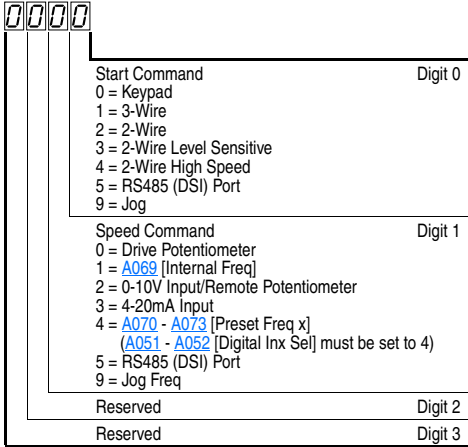 0000
Start Command Digit 0
0 = Keypad
1 = 3-Wire
2 = 2-Wire
3 = 2-Wire Level Sensitive
4 = 2-Wire High Speed
5 = RS485 (DSI) Port
9 = Jog
Speed Command Digit 1
0 = Drive Potentiometer
1 = A069 [Internal Freq]
2 = 0-10V Input/Remote Potentiometer
3 = 4-20mA Input
4 = A070 - A073 [Preset Freq x]
(A051 - A052 [Digital Inx Sel] must be set to 4)
5 = RS485 (DSI) Port
9 = Jog Freq
Reserved Digit 2
Reserved Digit 3